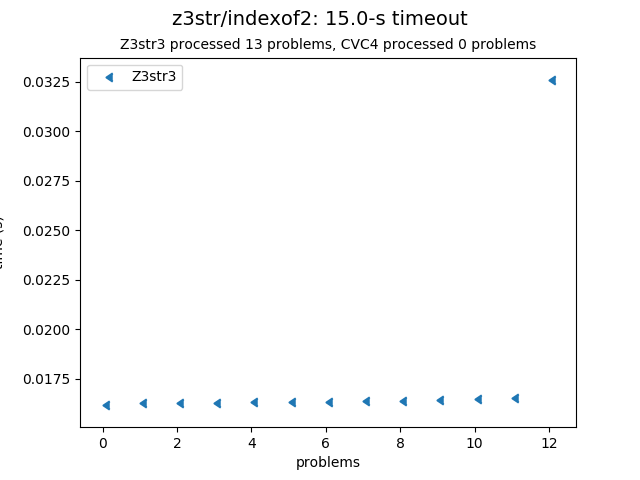 z3str/indexof2: 15.0-s timeout
Z3str3 processed 13 problems, CVC4 processed 0 problems
Z3str3
0.0325
0.0300
0.0275
0.0250
0.0225
0.0200
0.0175
0 2 4 6 8 10 12
problems